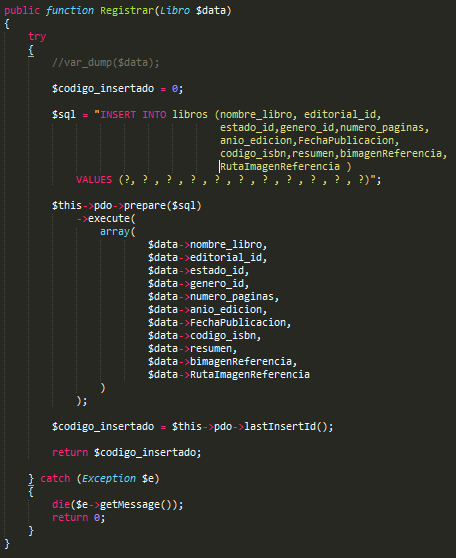 public function Registrar(Libro $data)
{
try
{
//var_dump($data);
$codigo_insertado = 0;
$sql = "INSERT INTO libros (nombre_libro, editorial_id,
estado_id,genero_id,numero_paginas,
anio_edicion,FechaPublicacion,
codigo_isbn,resumen,bimagenReferencia,
RutaImagenReferencia )
VALUES (?, ? , ? , ? , ? , ? , ? , ? , ? , ? , ?)";
$this->pdo->prepare($sql)
->execute(
array(
$data->nombre_libro,
$data->editorial_id,
$data->estado_id,
$data->genero_id,
$data->numero_paginas,
$data->anio_edicion,
$data->FechaPublicacion,
$data->codigo_isbn,
$data->resumen,
$data->bimagenReferencia,
$data->RutaImagenReferencia
)
);
$codigo_insertado = $this->pdo->lastInsertId();
return $codigo_insertado;
} catch (Exception $e)
{
die($e->getMessage());
return 0;
}
}